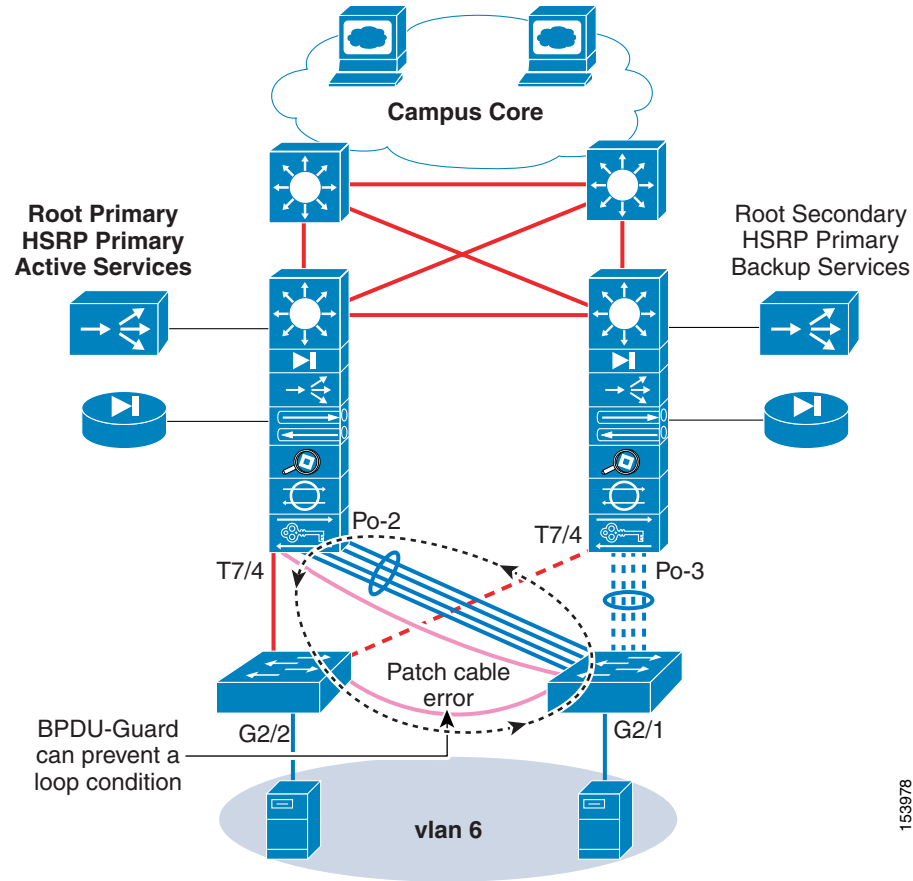 Campus Core
Root Primary
HSRP Primary
Active Services
Root Secondary
HSRP Primary
Backup Services
Po-2
T7/4
T7/4
Po-3
Patch cable
error
BPDU-Guard
can prevent a
loop condition
G2/2
G2/1
vlan 6
153978